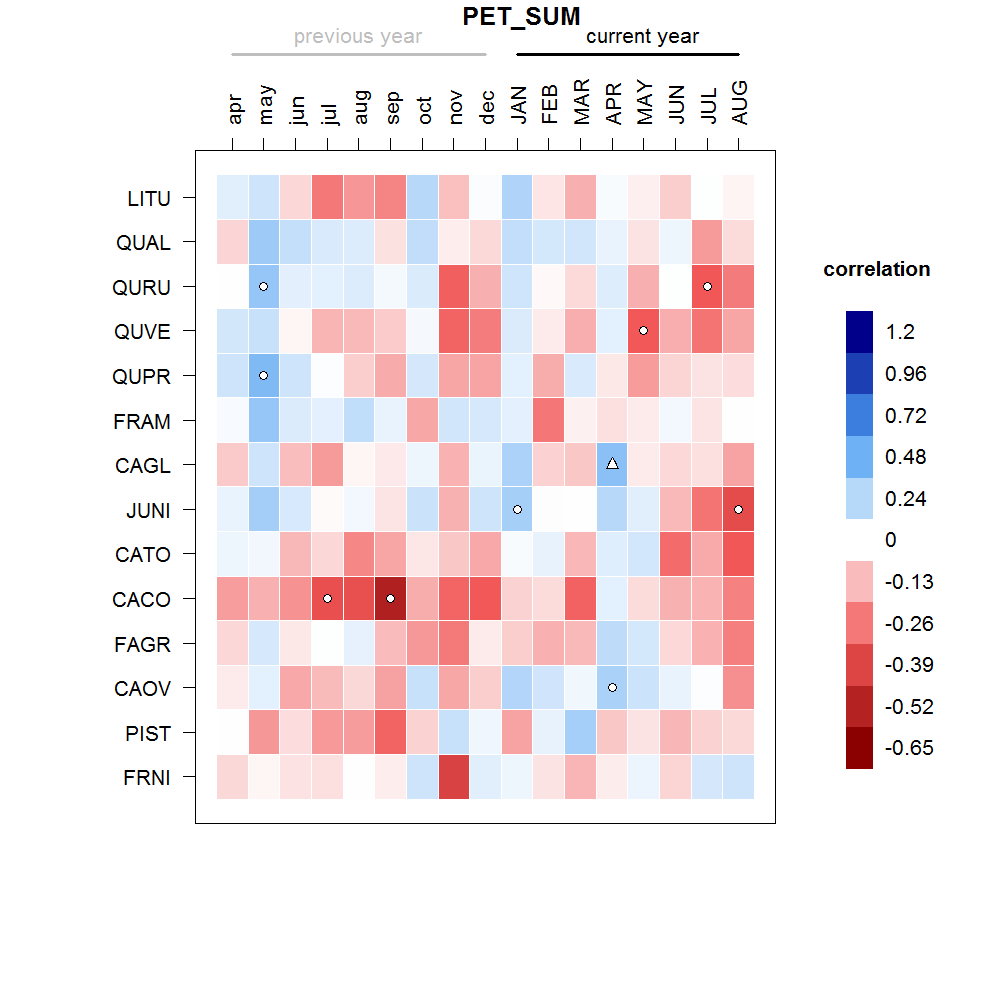 PET_SUM
previous year current year
apr may jun jul aug sep oct nov dec JAN FEB MAR APR MAY JUN JUL AUG
LITU
QUAL
QURU
QUVE
QUPR
FRAM
CAGL
JUNI
CATO
CACO
FAGR
CAOV
PIST
FRNI
correlation
1.2
0.96
0.72
0.48
0.24
0
-0.13
-0.26
-0.39
-0.52
-0.65